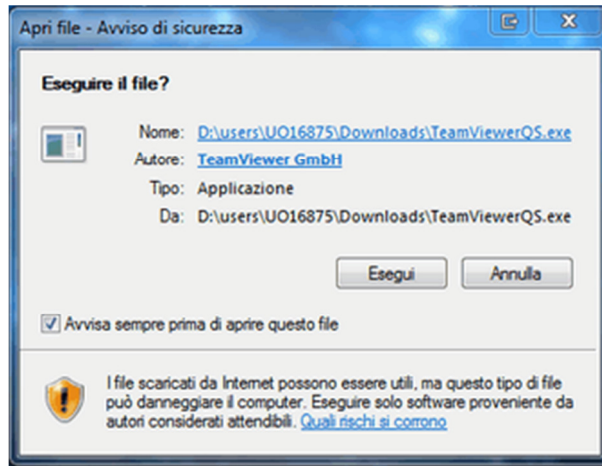 Apri file - Avviso di sicurezza
Eseguire il file?
Nome: D:\users\UO16875\Downloads\TeamViewerQS.exe
Autore: TeamViewer GmbH
Tipo: Applicazione
Da: D:\users\UO16875\Downloads\TeamViewerQS.exe
Esegui Annulla
Avvisa sempre prima di aprire questo file
I file scaricati da Internet possono essere utili, ma questo tipo di file
può danneggiare il computer. Eseguire solo software proveniente da
autori considerati attendibili. Quali rischi si corrono